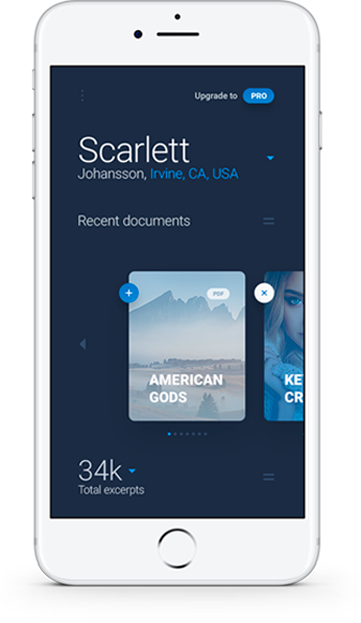 Upgrade to PRO
Scarlett
Johansson, Irvine, CA, USA
Recent documents
PDF
AMERICAN
GODS
KE
CR
34k
Total excerpts